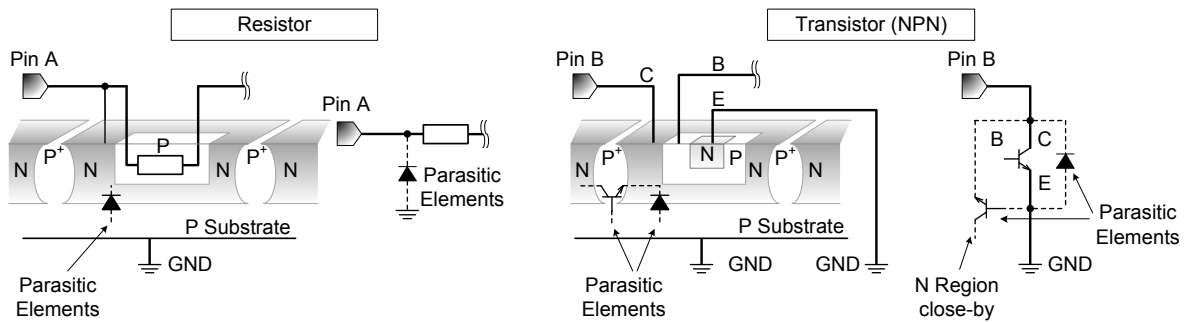 Resistor
Pin A
N
P+
N
P
P+
N
N
P Substrate
GND
Parasitic
Elements
Pin A
Parasitic
Elements
Transistor (NPN)
Pin B
C
B
E
N
P+
N
N
P
P+
N
N
P Substrate
GND
GND
Parasitic
Elements
Pin B
B
C
E
Parasitic
Elements
GND
N Region
close-by